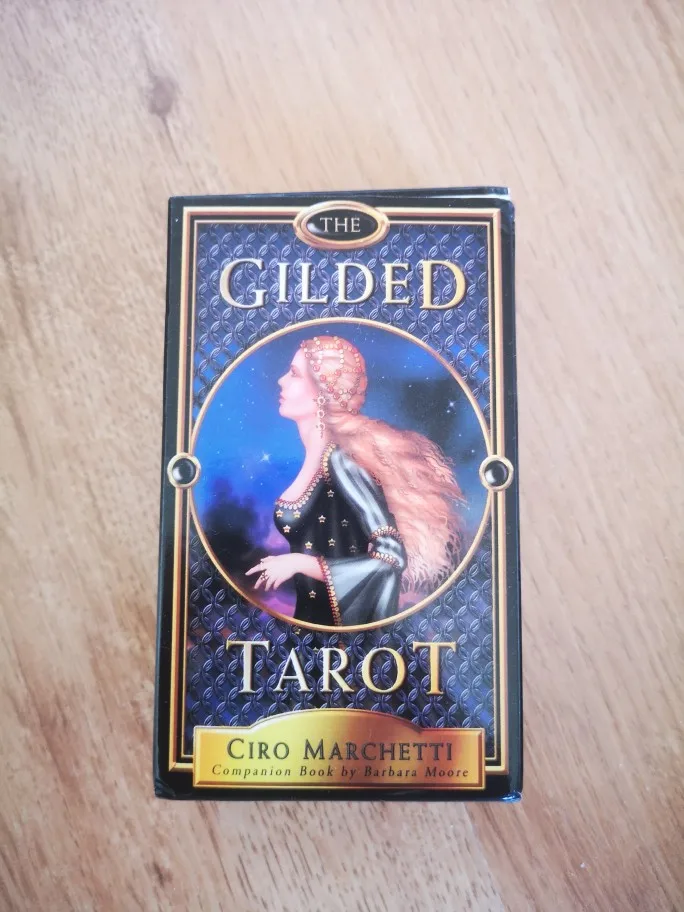 THE
GILDED
TAROT
CIRO MARCHETTI
Companion Book by Barbara Moore